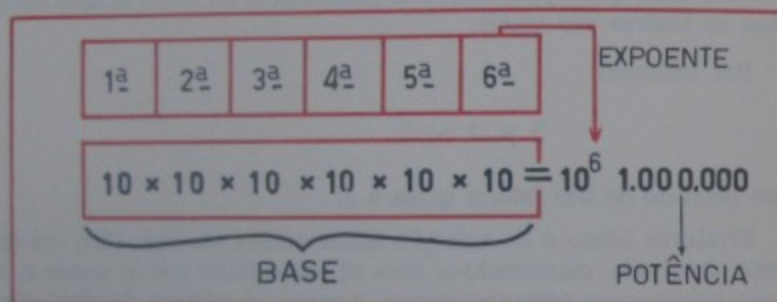 EXPOENTE
1ª 2ª 3ª 4ª 5ª 6ª
10 × 10 × 10 × 10 × 10 × 10 = 10⁶ 1.000.000
BASE POTÊNCIA